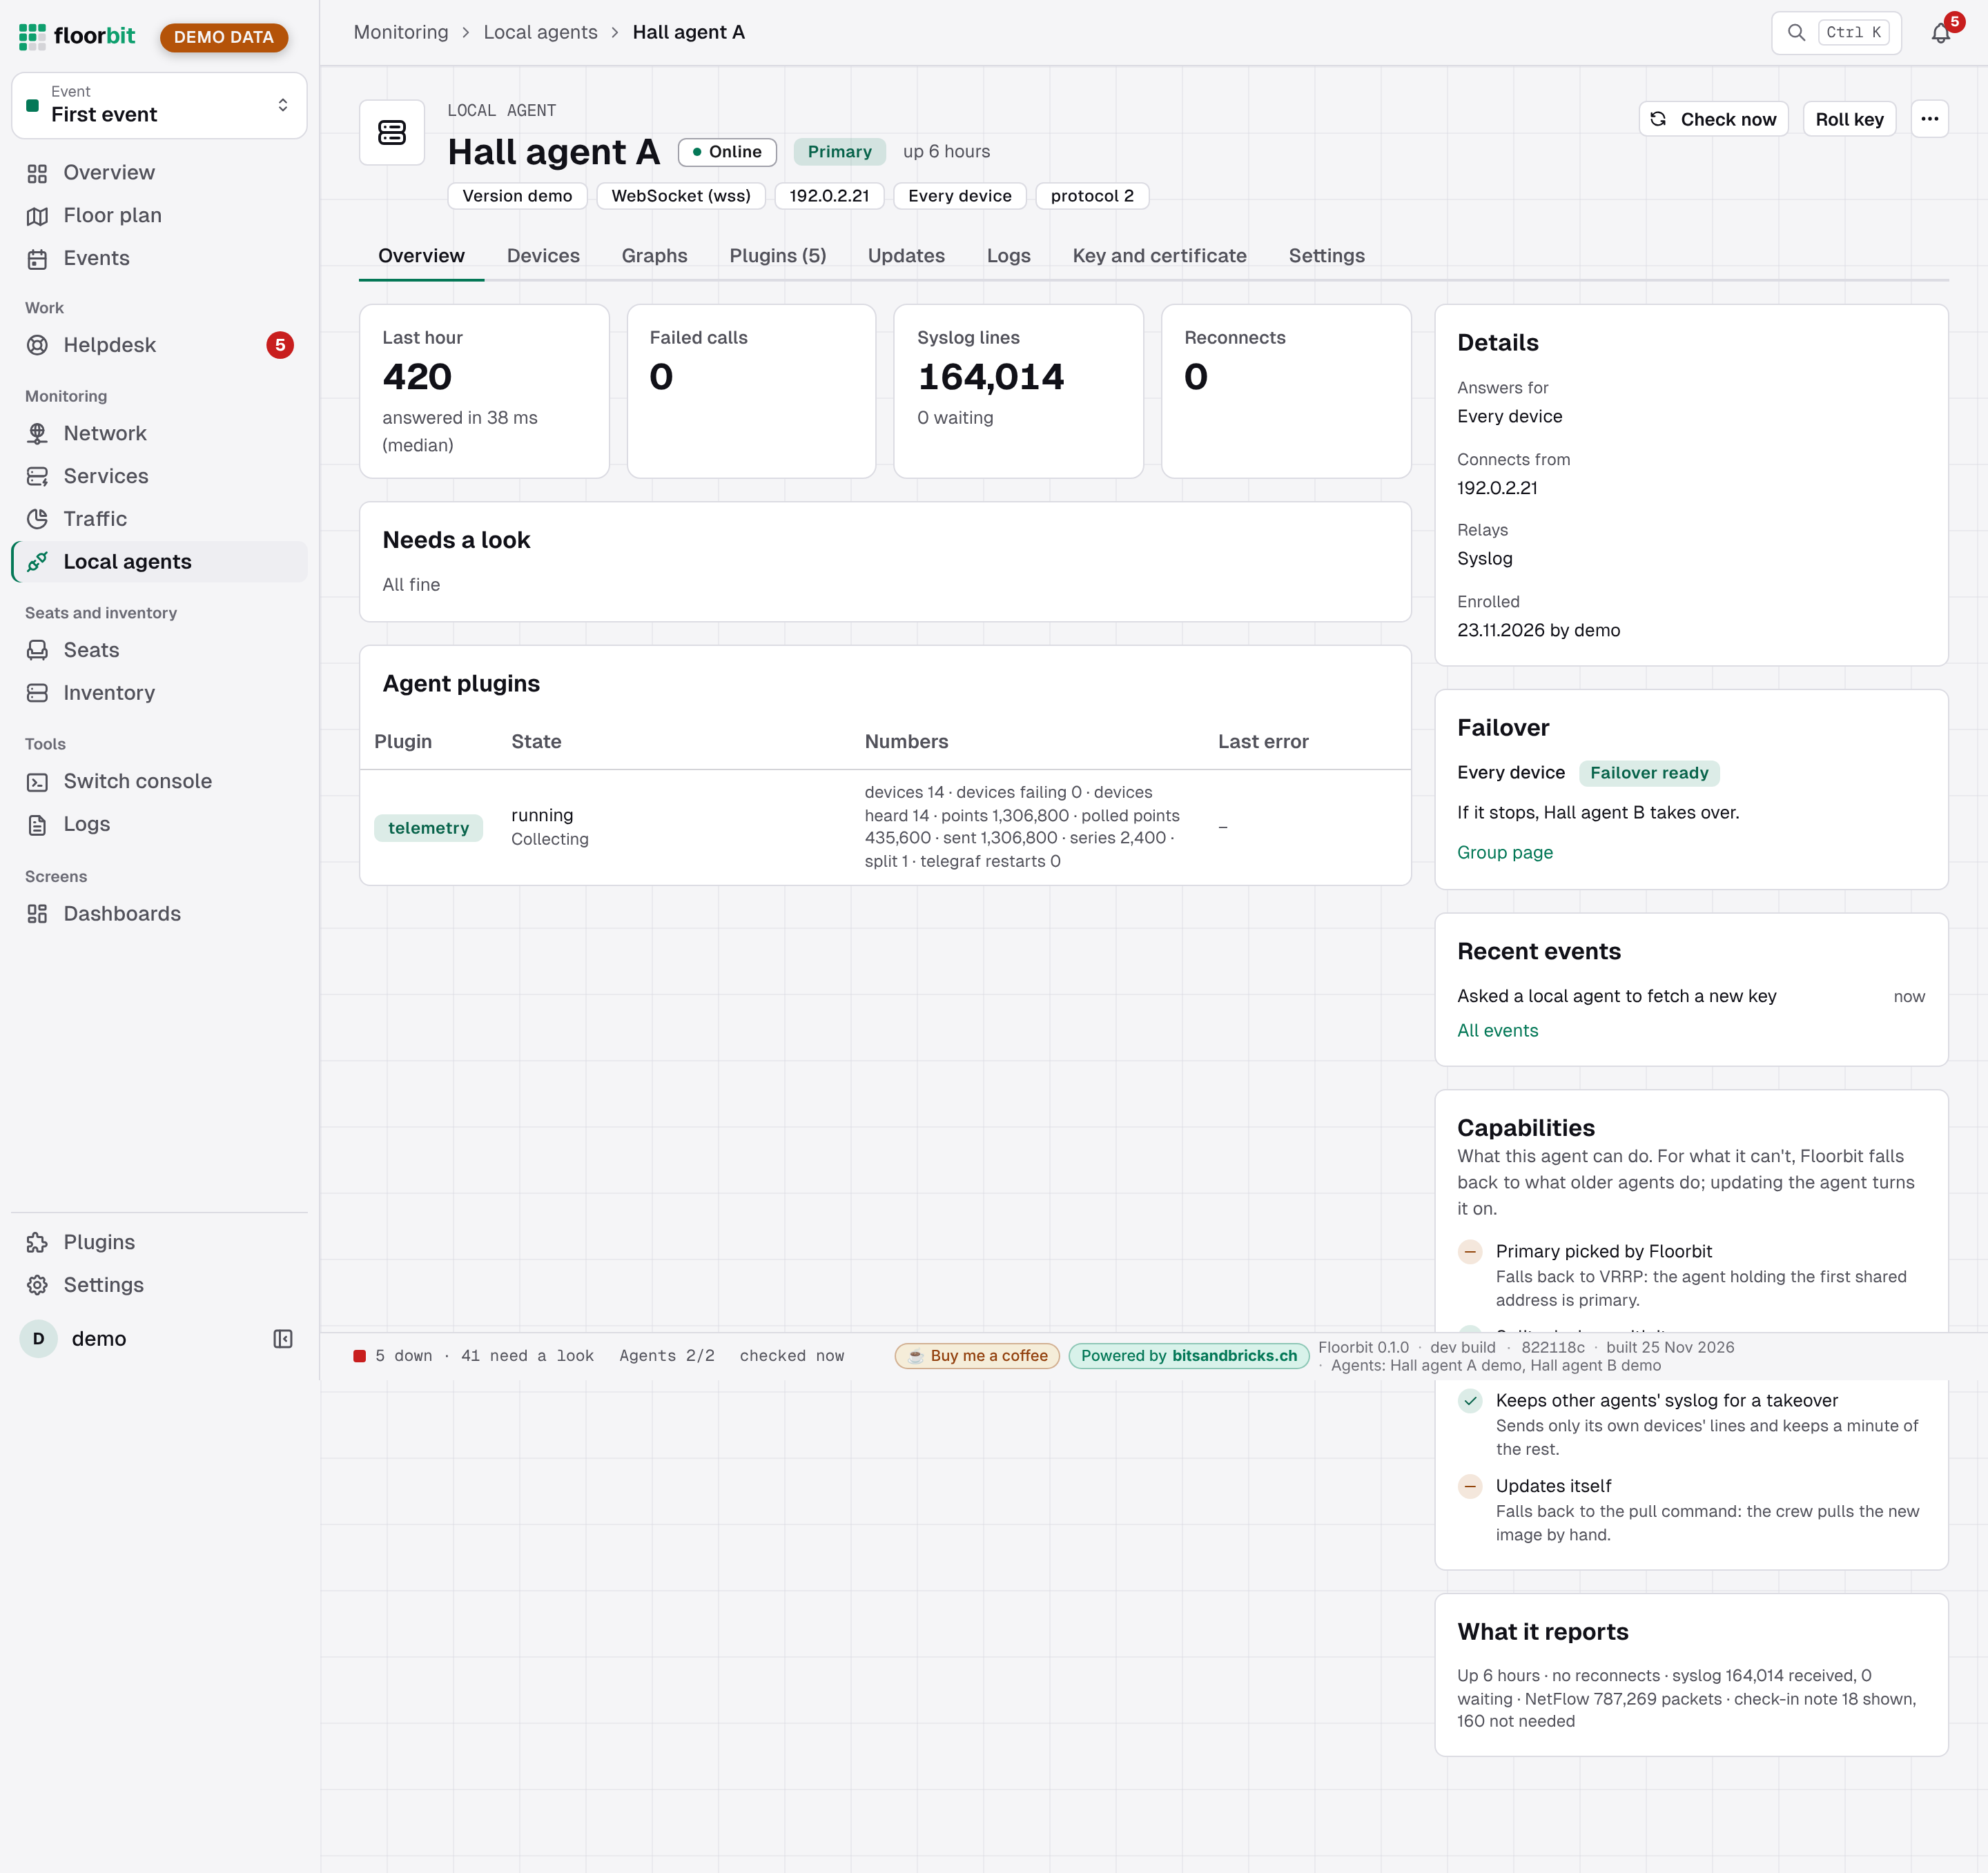 floorbit
DEMO DATA
Event
First event
Overview
Floor plan
Events
Work
Helpdesk
5
Monitoring
Network
Services
Traffic
Local agents
Seats and inventory
Seats
Inventory
Tools
Switch console
Logs
Screens
Dashboards
Plugins
Settings
D
demo
Monitoring > Local agents > Hall agent A
Ctrl K
5
LOCAL AGENT
Hall agent A
Online
Primary
up 6 hours
Check now
Roll key
Version demo
WebSocket (wss)
192.0.2.21
Every device
protocol 2
Overview
Devices
Graphs
Plugins (5)
Updates
Logs
Key and certificate
Settings
Last hour
420
answered in 38 ms
(median)
Failed calls
0
Syslog lines
164,014
0 waiting
Reconnects
0
Needs a look
All fine
Agent plugins
Plugin State Numbers Last error
telemetry
running
Collecting
devices 14 · devices failing 0 · devices
heard 14 · points 1,306,800 · polled points
435,600 · sent 1,306,800 · series 2,400 ·
split 1 · telegraf restarts 0
–
Details
Answers for
Every device
Connects from
192.0.2.21
Relays
Syslog
Enrolled
23.11.2026 by demo
Failover
Every device
Failover ready
If it stops, Hall agent B takes over.
Group page
Recent events
Asked a local agent to fetch a new key
now
All events
Capabilities
What this agent can do. For what it can't, Floorbit falls
back to what older agents do; updating the agent turns
it on.
Primary picked by Floorbit
Falls back to VRRP: the agent holding the first shared
address is primary.
5 down · 41 need a look
Agents 2/2
checked now
Buy me a coffee
Powered by bitsandbricks.ch
Floorbit 0.1.0 · dev build · 822118c · built 25 Nov 2026
· Agents: Hall agent A demo, Hall agent B demo
Keeps other agents' syslog for a takeover
Sends only its own devices' lines and keeps a minute of
the rest.
Updates itself
Falls back to the pull command: the crew pulls the new
image by hand.
What it reports
Up 6 hours · no reconnects · syslog 164,014 received, 0
waiting · NetFlow 787,269 packets · check-in note 18 shown,
160 not needed